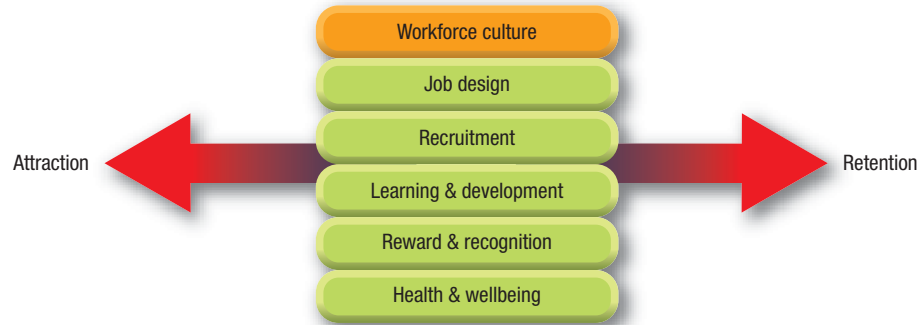 Workforce culture
Job design
Recruitment
Attraction
Retention
Learning & development
Reward & recognition
Health & wellbeing